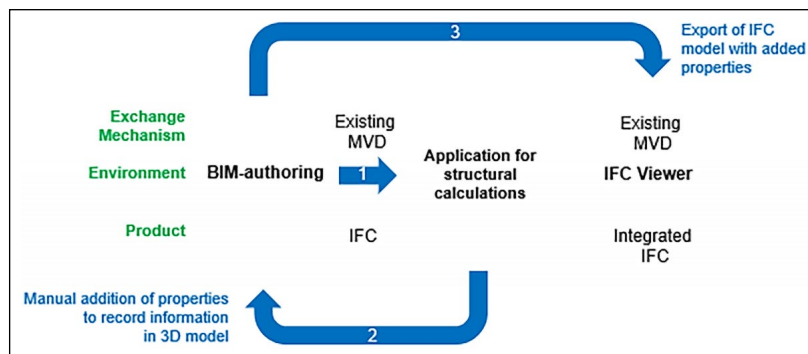 3
Export of IFC
model with added
properties
Exchange
Mechanism
Existing
MVD
Existing
MVD
Environment
BIM-authoring
1
Application for
structural
calculations
IFC Viewer
Product
IFC
Integrated
IFC
Manual addition of properties
to record information
in 3D model
2